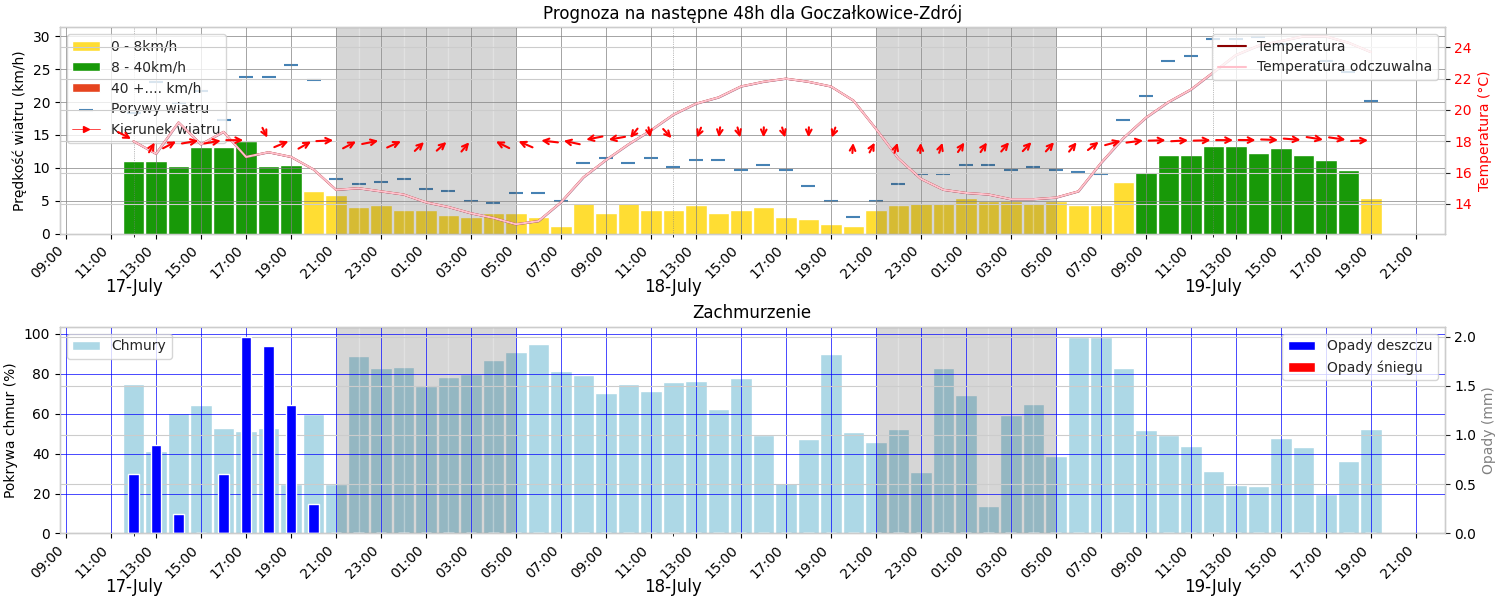 Prognoza na następne 48h dla Goczałkowice-Zdrój
Prędkość wiatru (km/h)
30
25
20
15
10
5
0
0 - 8km/h
8 - 40km/h
40 +.... km/h
Porywy wiatru
Kierunek wiatru
Temperatura
Temperatura odczuwalna
24
22
20
18
16
14
Temperatura (°C)
09:00 11:00 13:00 15:00 17:00 19:00 21:00 23:00 01:00 03:00 05:00 07:00 09:00 11:00 13:00 15:00 17:00 19:00 21:00 23:00 01:00 03:00 05:00 07:00 09:00 11:00 13:00 15:00 17:00 19:00 21:00
17-July 18-July 19-July
Zachmurzenie
Pokrywa chmur (%)
100
80
60
40
20
0
Chmury
Opady deszczu
Opady śniegu
2.0
1.5
1.0
0.5
0.0
Opady (mm)
09:00 11:00 13:00 15:00 17:00 19:00 21:00 23:00 01:00 03:00 05:00 07:00 09:00 11:00 13:00 15:00 17:00 19:00 21:00 23:00 01:00 03:00 05:00 07:00 09:00 11:00 13:00 15:00 17:00 19:00 21:00
17-July 18-July 19-July